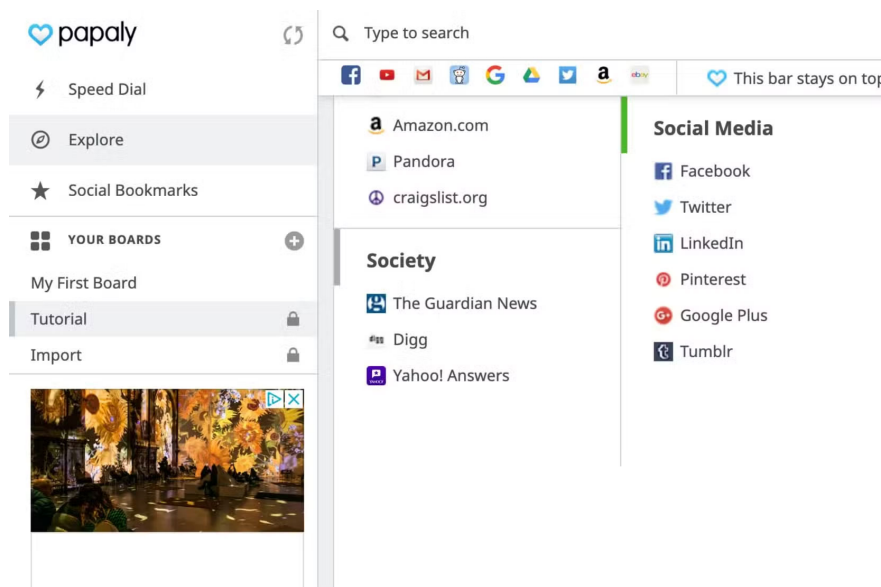 papaly
Type to search
Speed Dial
Explore
Social Bookmarks
YOUR BOARDS
My First Board
Tutorial
Import
ebay
This bar stays on top
Amazon.com
Pandora
craigslist.org
Society
The Guardian News
Digg
Yahoo! Answers
Social Media
Facebook
Twitter
LinkedIn
Pinterest
Google Plus
Tumblr